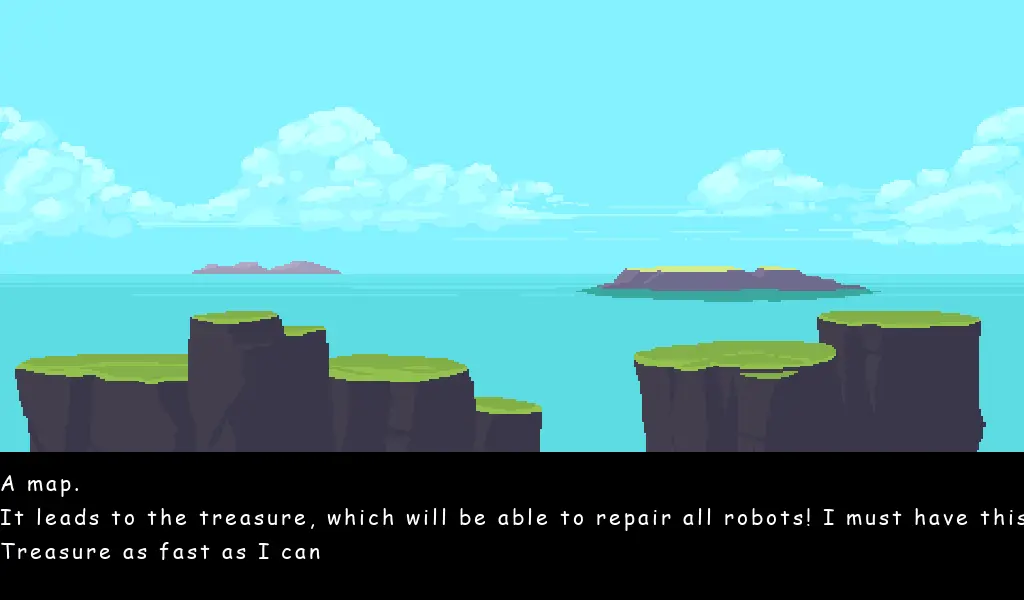 A map.
It leads to the treasure, which will be able to repair all robots! I must have this
Treasure as fast as I can